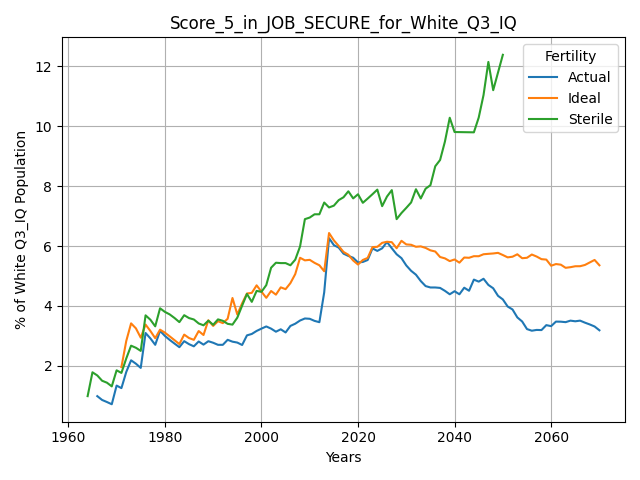 Score_5_in_JOB_SECURE_for_White_Q3_IQ
% of White Q3_IQ Population
12
10
8
6
4
2
Fertility
Actual
Ideal
Sterile
1960 1980 2000 2020 2040 2060
Years